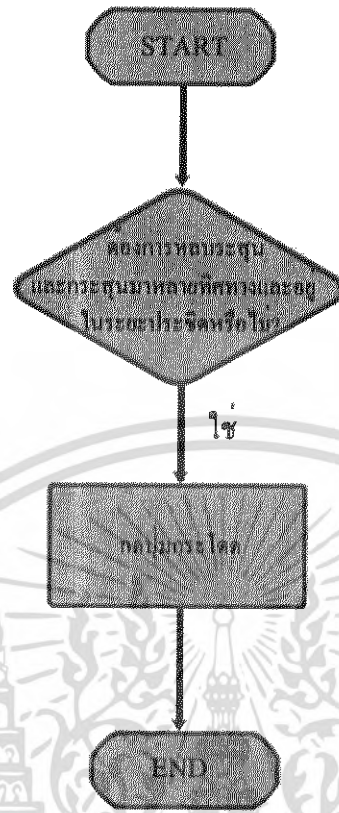 START
ต้องการหลบระสุน
และกระสุนมาหลายทิศทางและอยู่
ในระยะประชิดหรือไม่?
ใช่
กดปุ่มกระโดด
END